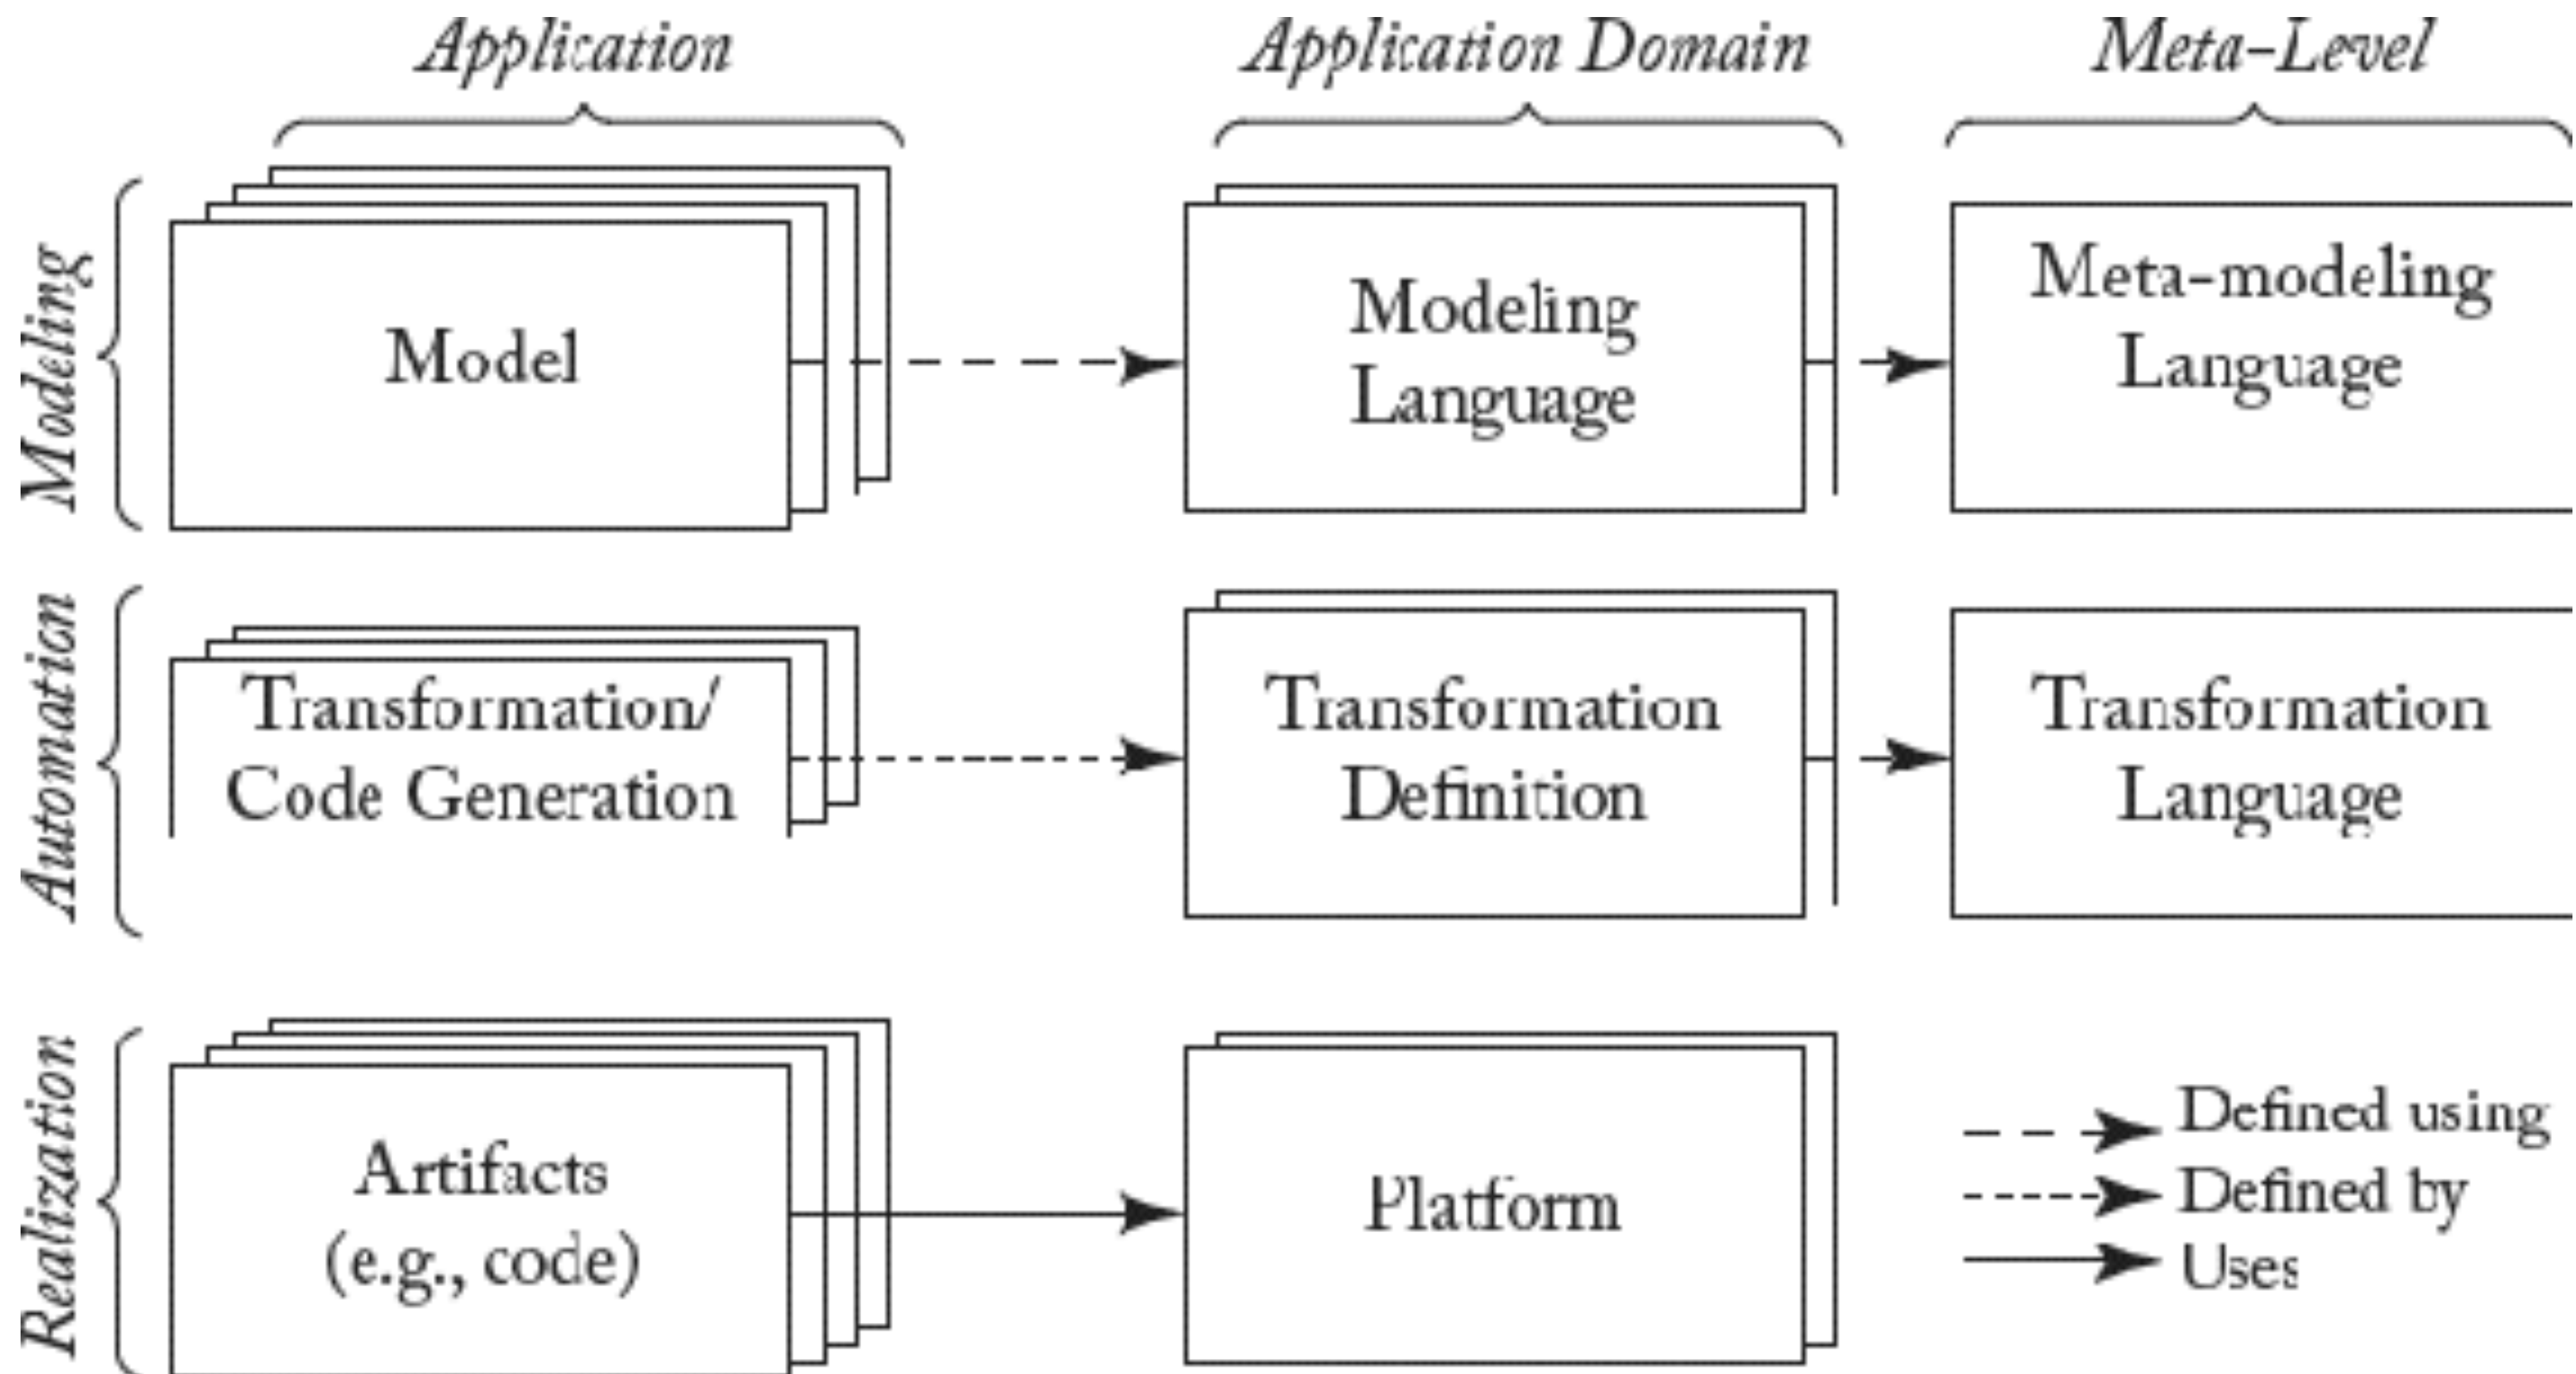 Application
Application Domain
Meta-Level
Modeling
Model
Modeling
Language
Meta-modeling
Language
Automation
Transformation/
Code Generation
Transformation
Definition
Transformation
Language
Realization
Artifacts
(e.g., code)
Platform
Defined using
Defined by
Uses